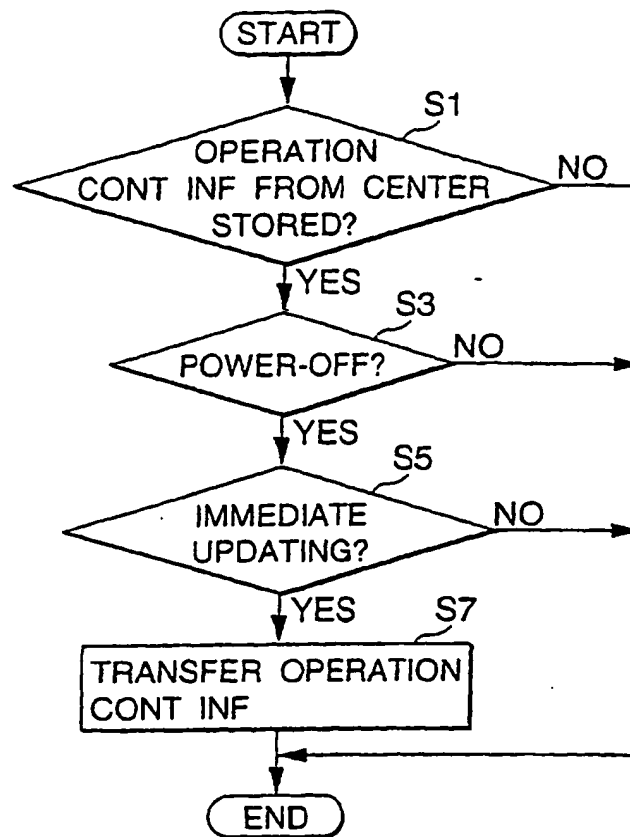 START
S1
OPERATION
CONT INF FROM CENTER
STORED?
NO
YES
S3
POWER-OFF?
NO
YES
S5
IMMEDIATE
UPDATING?
NO
YES
S7
TRANSFER OPERATION
CONT INF
END